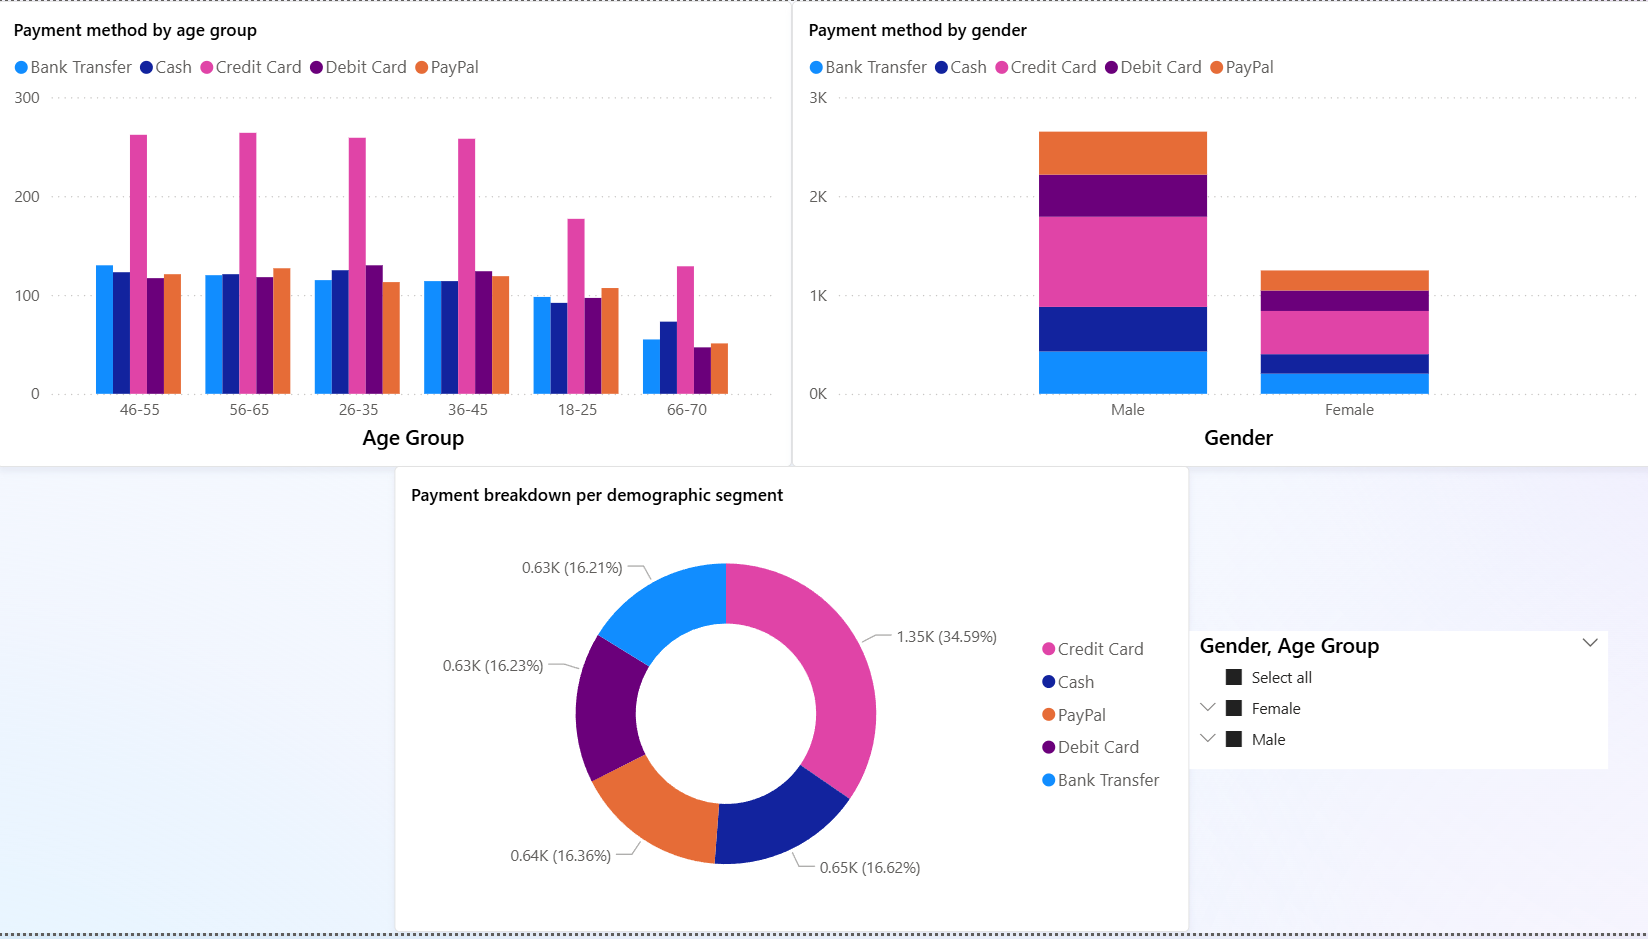 Payment method by age group
Bank Transfer Cash Credit Card Debit Card PayPal
300
200
100
0
46-55 56-65 26-35 36-45 18-25 66-70
Age Group
Payment method by gender
Bank Transfer Cash Credit Card Debit Card PayPal
3K
2K
1K
0K
Male Female
Gender
Payment breakdown per demographic segment
0.63K (16.21%)
1.35K (34.59%)
0.63K (16.23%)
0.64K (16.36%)
0.65K (16.62%)
Credit Card
Cash
PayPal
Debit Card
Bank Transfer
Gender, Age Group
Select all
Female
Male